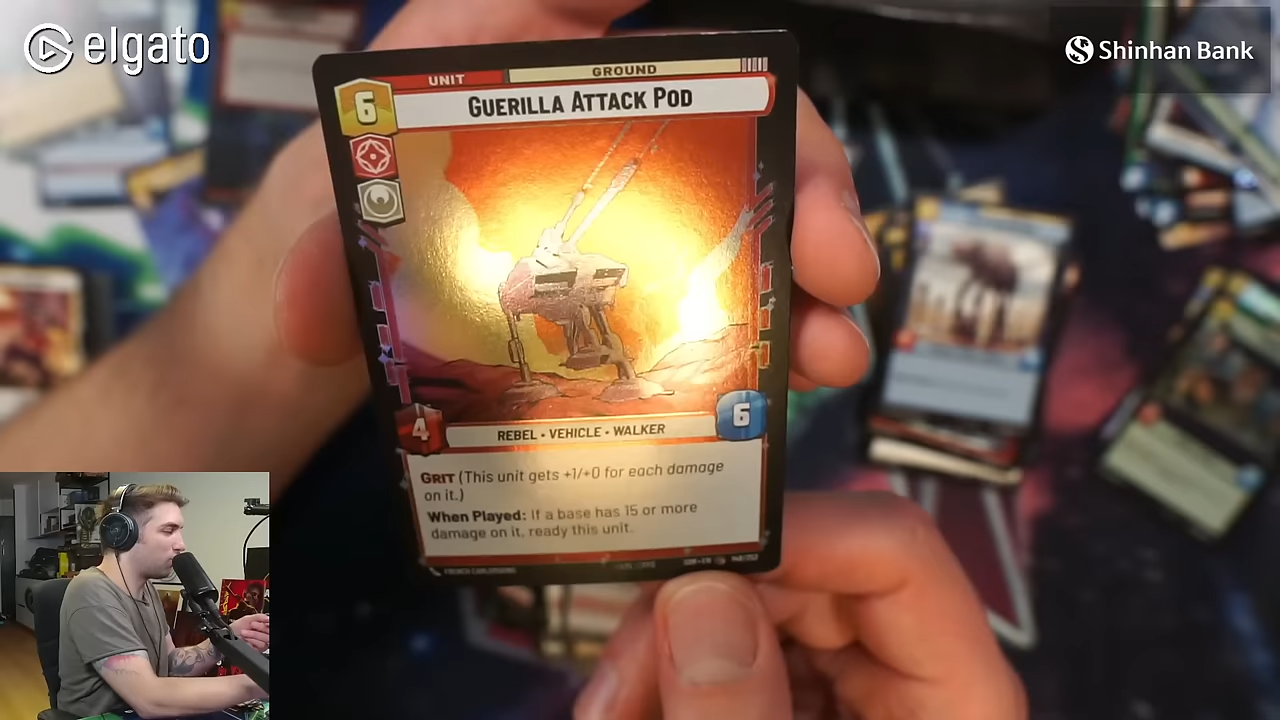 elgato
Shinhan Bank
UNIT
GROUND
6
GUERILLA ATTACK POD
4
6
REBEL • VEHICLE • WALKER
GRIT (This unit gets +1/+0 for each damage
on it.)
When Played: If a base has 15 or more
damage on it, ready this unit.